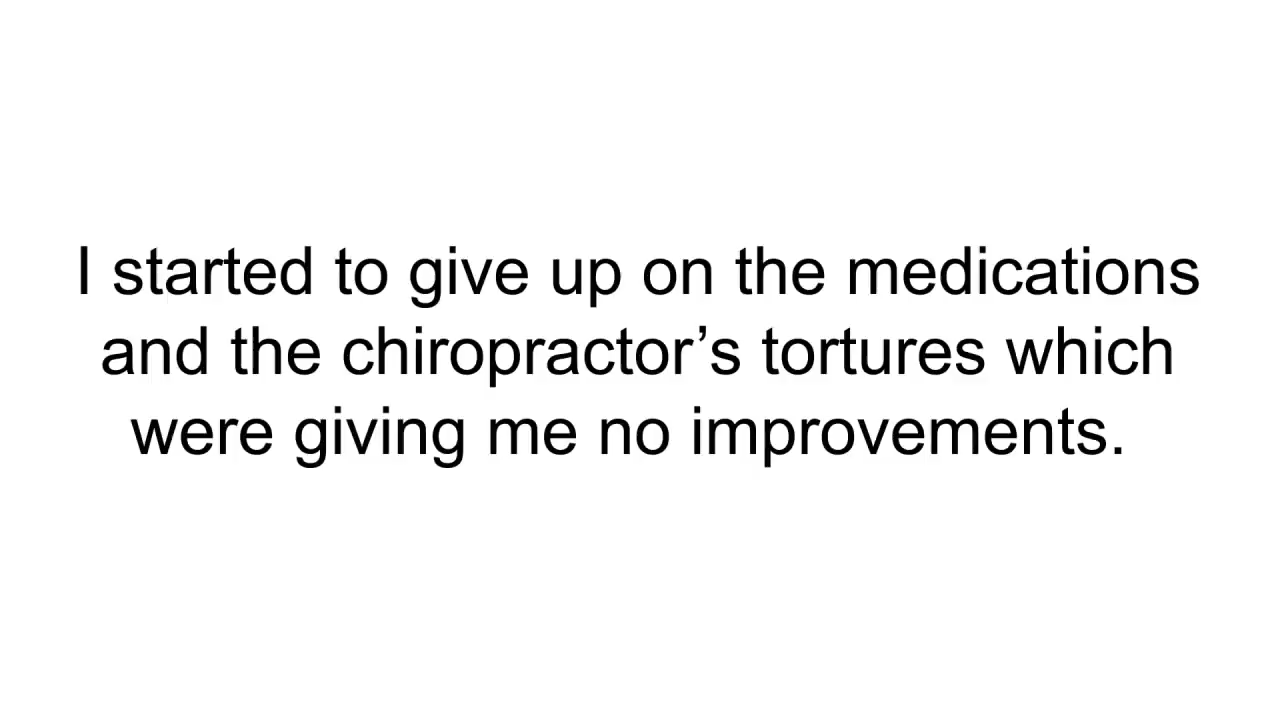 I started to give up on the medications
and the chiropractor’s tortures which
were giving me no improvements.